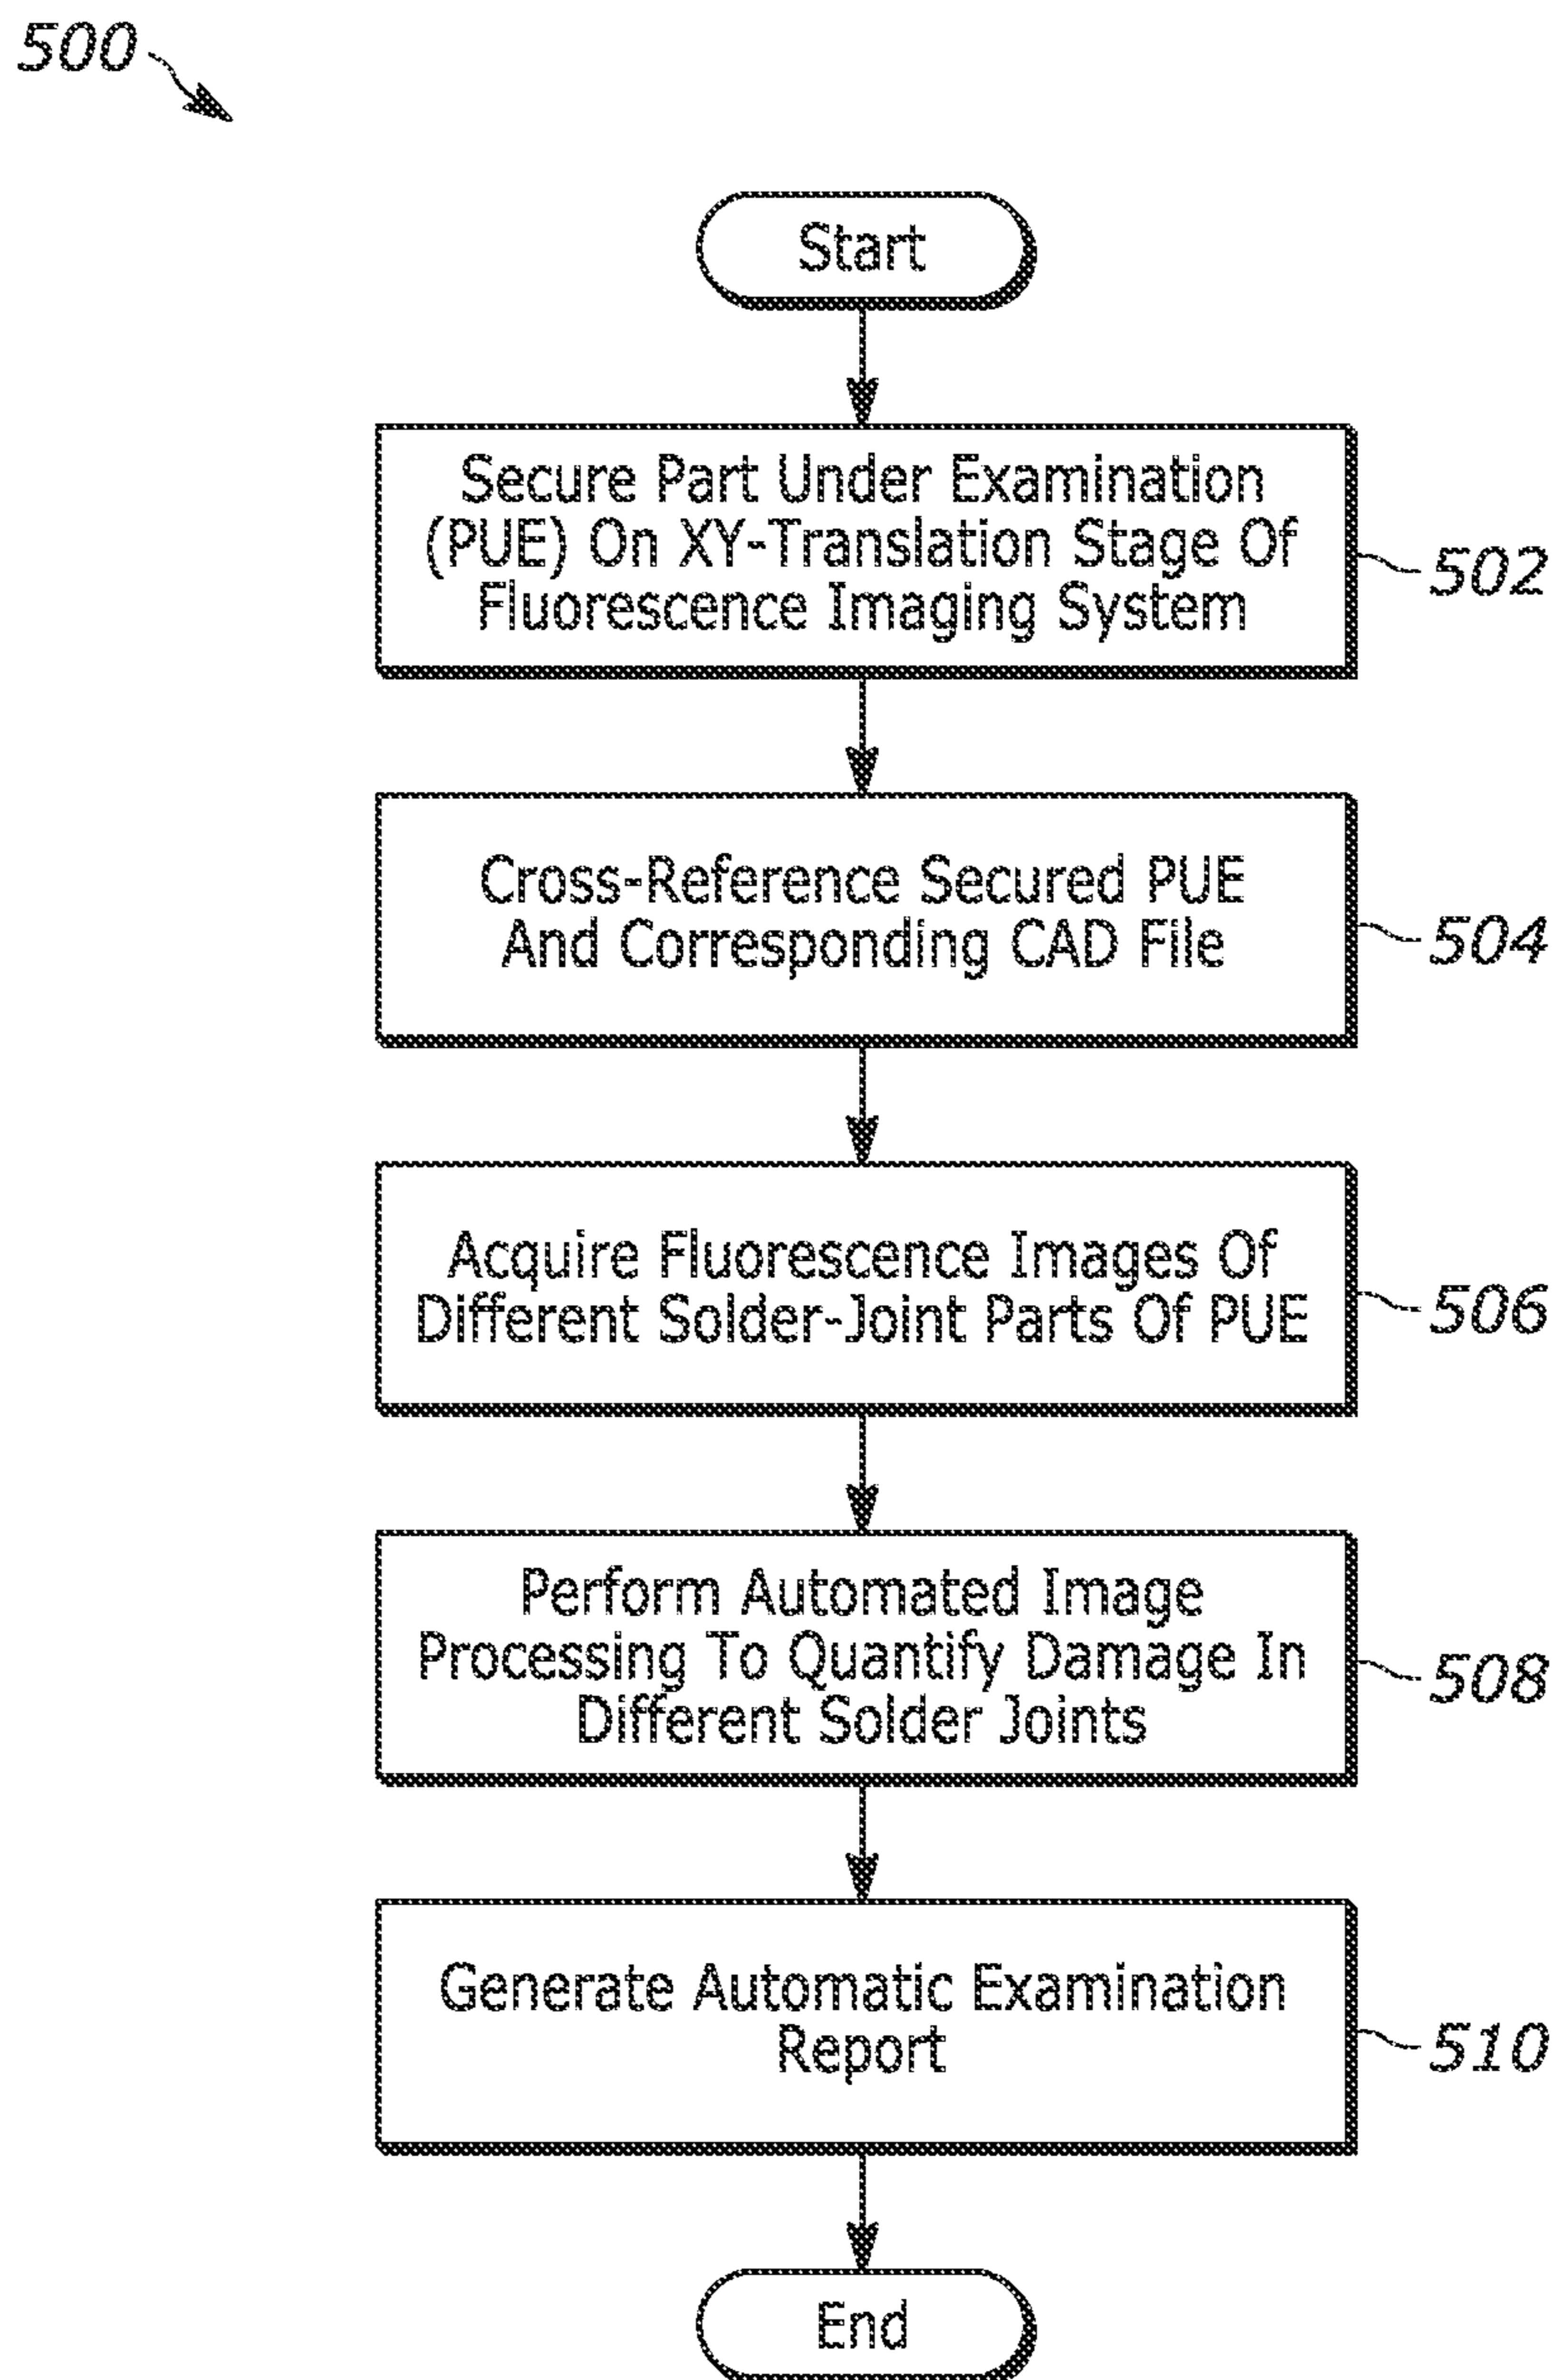 500
Start
Secure Part Under Examination
(PUE) On XY-Translation Stage Of
Fluorescence Imaging System
502
Cross-Reference Secured PUE
And Corresponding CAD File
504
Acquire Fluorescence Images Of
Different Solder-Joint Parts Of PUE
506
Perform Automated Image
Processing To Quantify Damage In
Different Solder Joints
508
Generate Automatic Examination
Report
510
End